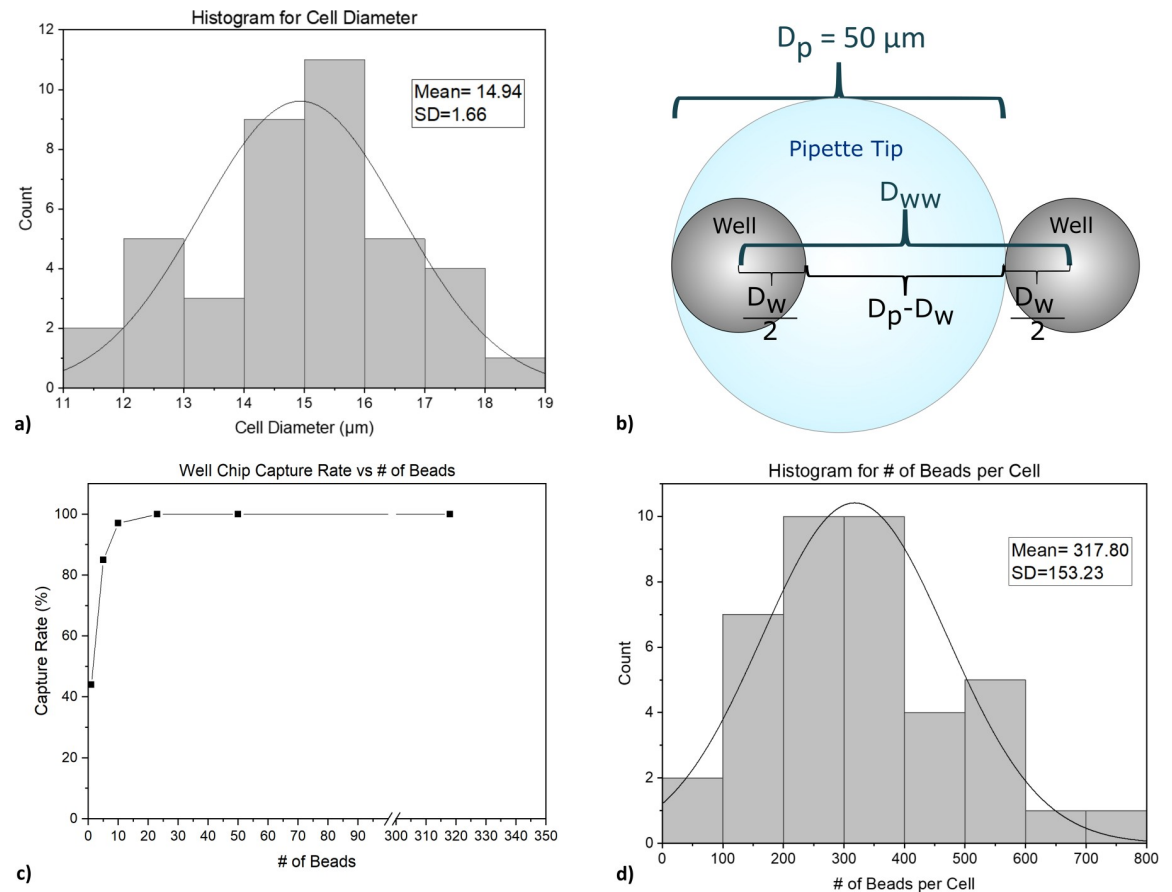 Histogram for Cell Diameter
12
10
8
6
4
2
0
Count
Mean= 14.94
SD=1.66
11 12 13 14 15 16 17 18 19
Cell Diameter (µm)
a)
Dp = 50 µm
Pipette Tip
DWW
Well
Well
Dw
2
Dp-Dw
Dw
2
b)
Well Chip Capture Rate vs # of Beads
100
80
60
40
20
0
Capture Rate (%)
0 10 20 30 40 50 60 70 80 90 300 310 320 330 340 350
# of Beads
c)
Histogram for # of Beads per Cell
10
8
6
4
2
0
Count
Mean= 317.80
SD=153.23
0 100 200 300 400 500 600 700 800
# of Beads per Cell
d)